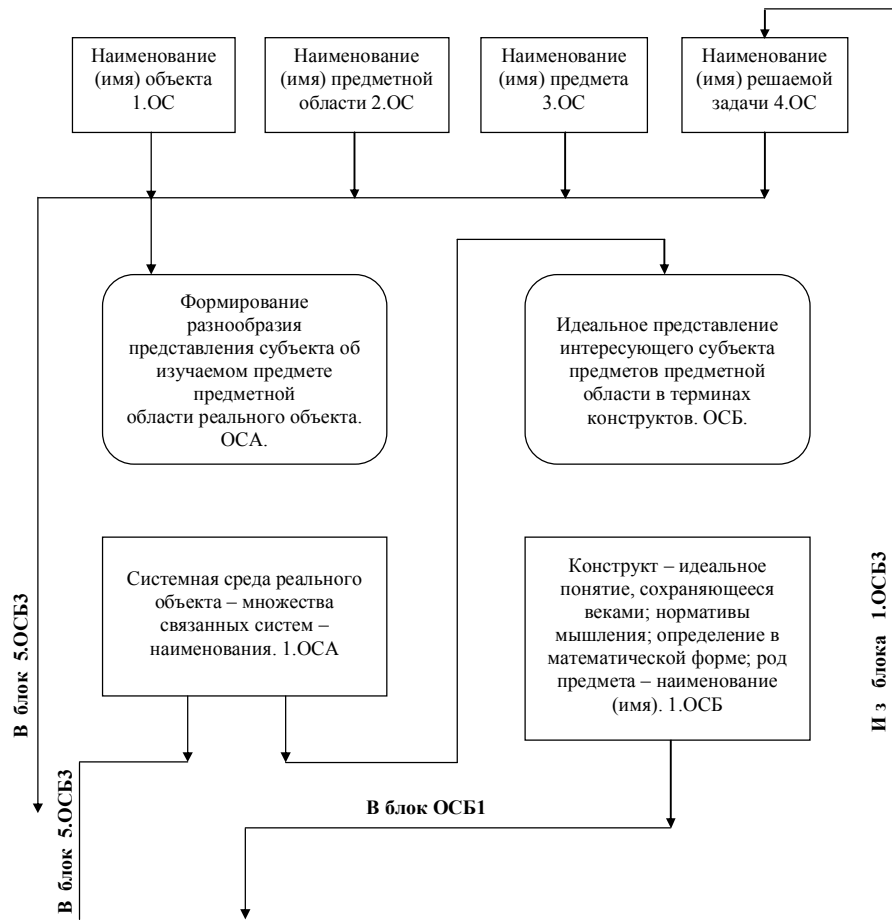 Наименование
(имя) объекта
1.ОС
Наименование
(имя) предметной
области 2.ОС
Наименование
(имя) предмета
3.ОС
Наименование
(имя) решаемой
задачи 4.ОС
Формирование
разнообразия
представления субъекта об
изучаемом предмете
предметной
области реального объекта.
ОСА.
Идеальное представление
интересующего субъекта
предметов предметной
области в терминах
конструктов. ОСБ.
Системная среда реального
объекта – множества
связанных систем –
наименования. 1.ОСА
Конструкт – идеальное
понятие, сохраняющееся
веками; нормативы
мышления; определение в
математической форме; род
предмета – наименование
(имя). 1.ОСБ
В блок 5.ОСБ3
В блок 5.ОСБ3
В блок ОСБ1
Из блока 1.ОСБ3